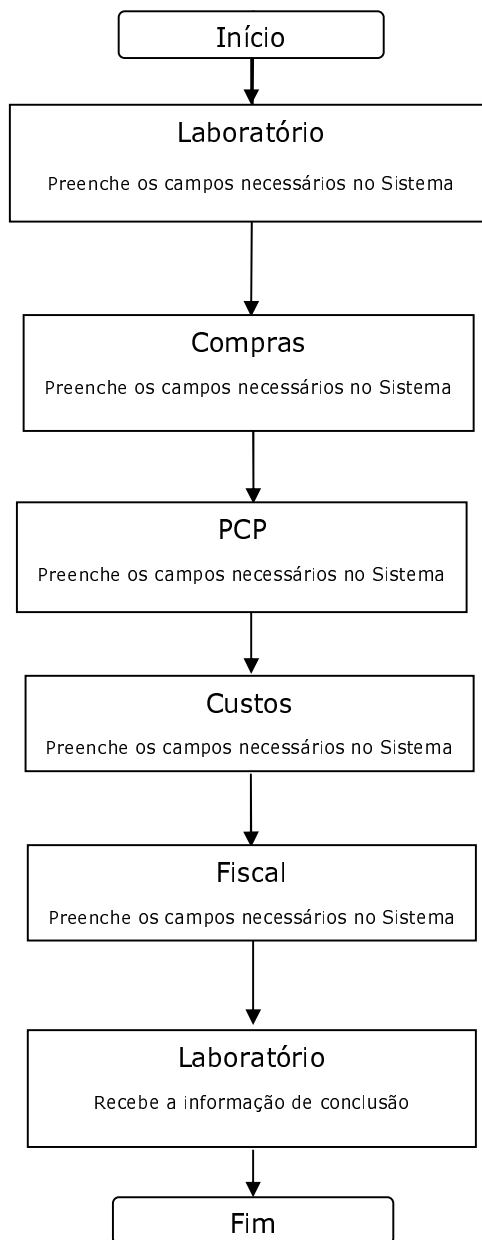 Início
Laboratório
Preenche os campos necessários no Sistema
Compras
Preenche os campos necessários no Sistema
PCP
Preenche os campos necessários no Sistema
Custos
Preenche os campos necessários no Sistema
Fiscal
Preenche os campos necessários no Sistema
Laboratório
Recebe a informação de conclusão
Fim